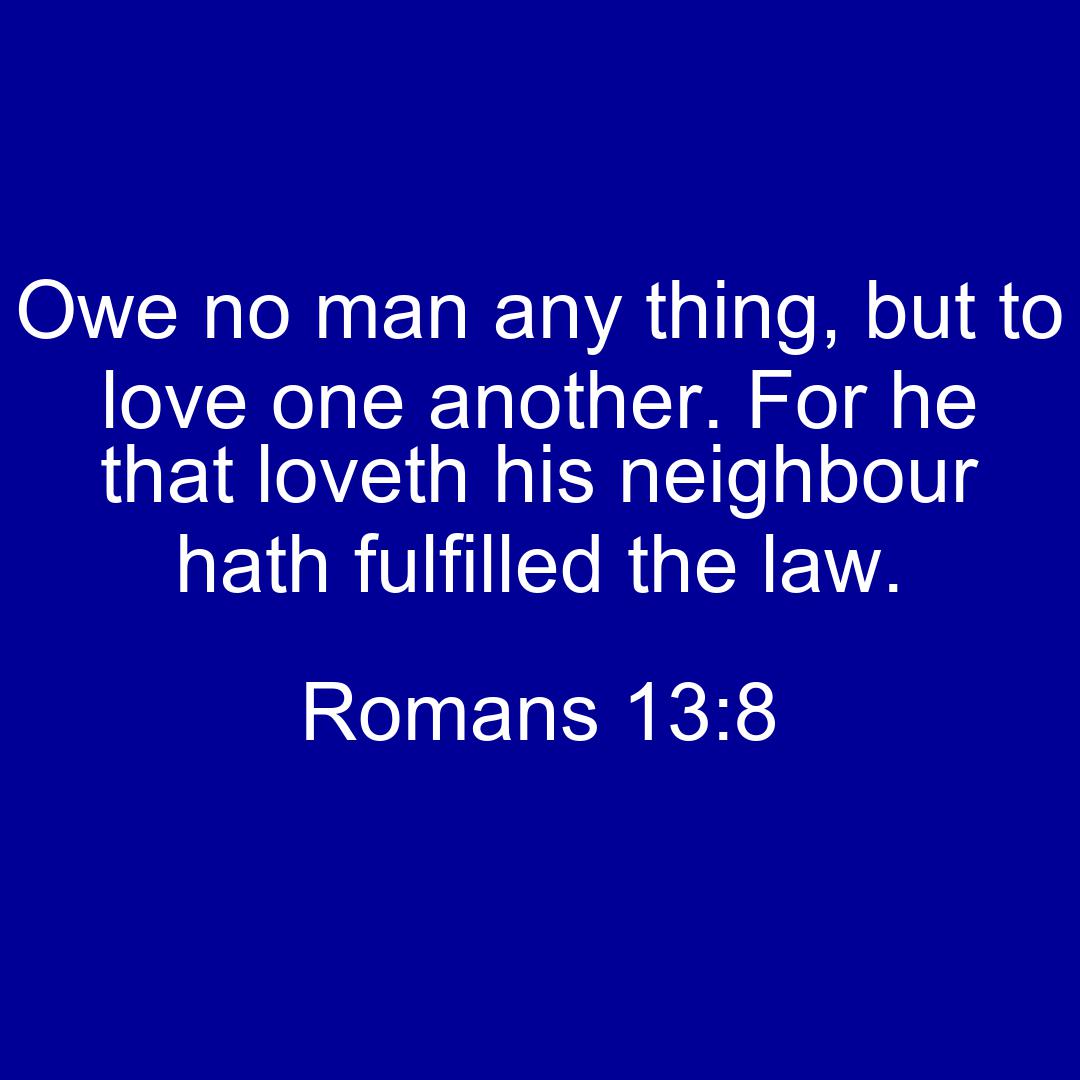 Owe no man any thing, but to
love one another. For he
that loveth his neighbour
hath fulfilled the law.
Romans 13:8